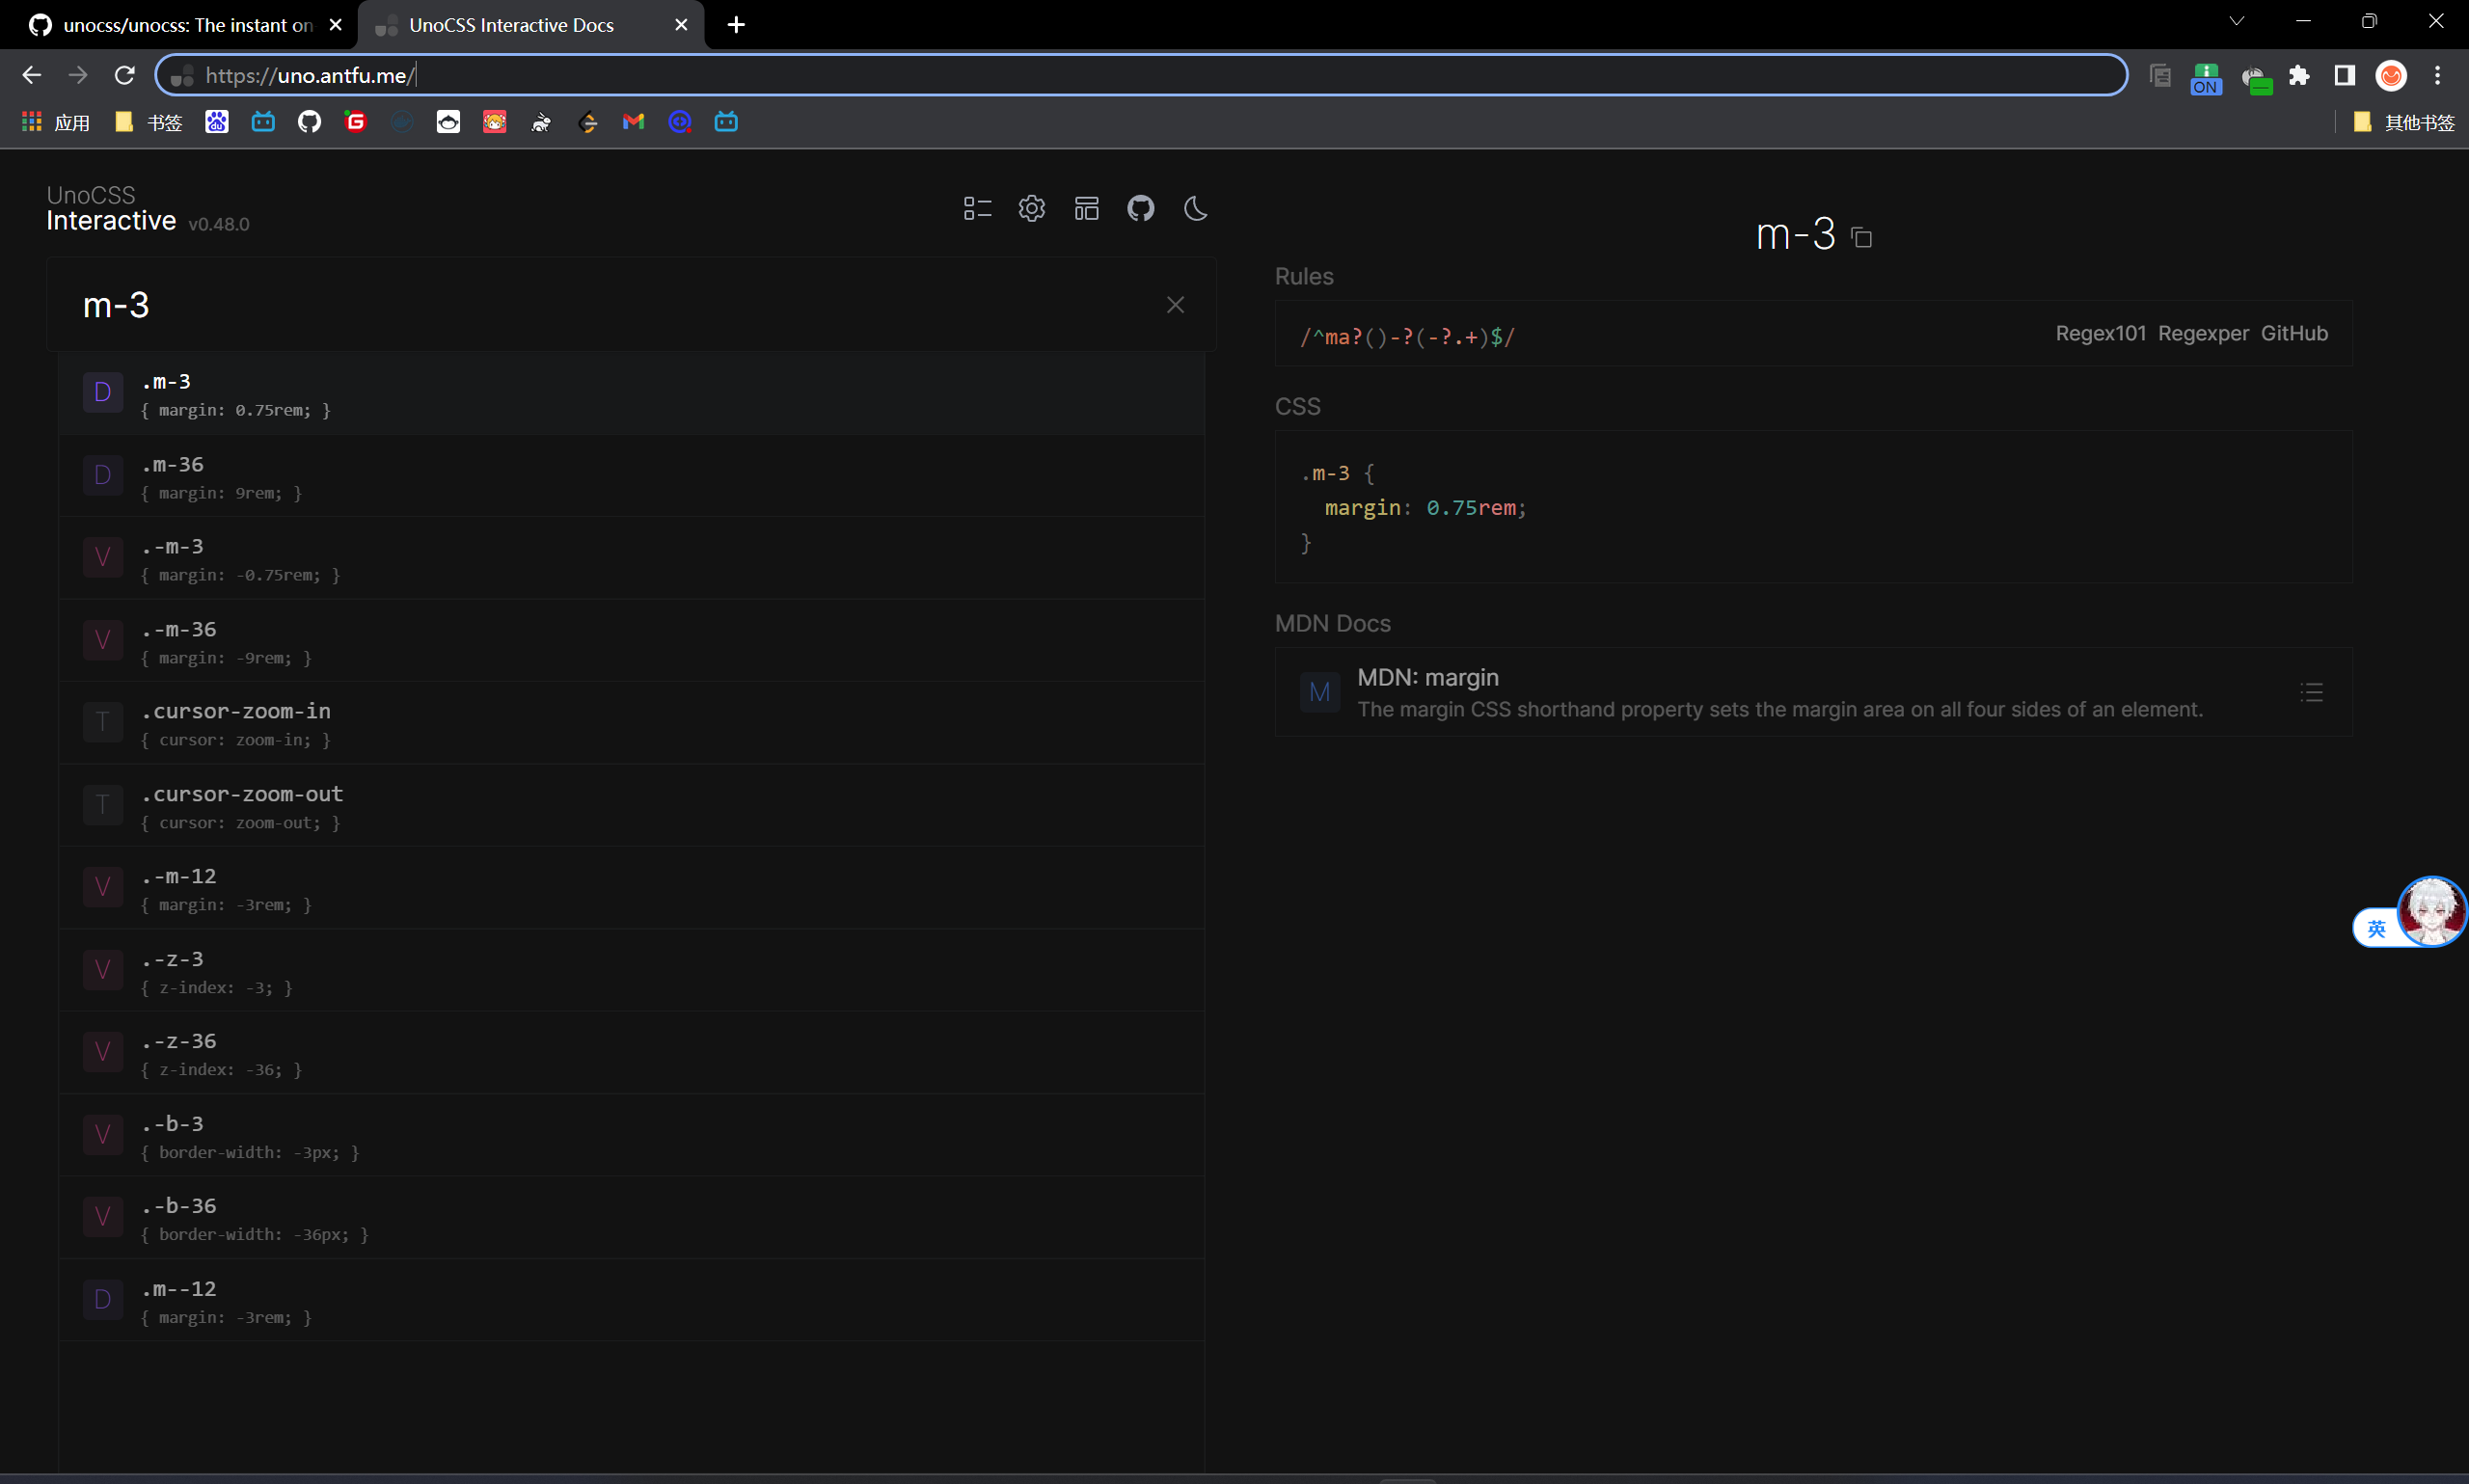 unocss/unocss: The instant on
UnoCSS Interactive Docs
https://uno.antfu.me/
ON
应用
书签
其他书签
UnoCSS
Interactive v0.48.0
m-3
D
.m-3
{ margin: 0.75rem; }
D
.m-36
{ margin: 9rem; }
V
.-m-3
{ margin: -0.75rem; }
V
.-m-36
{ margin: -9rem; }
T
.cursor-zoom-in
{ cursor: zoom-in; }
T
.cursor-zoom-out
{ cursor: zoom-out; }
V
.-m-12
{ margin: -3rem; }
V
.-z-3
{ z-index: -3; }
V
.-z-36
{ z-index: -36; }
V
.-b-3
{ border-width: -3px; }
V
.-b-36
{ border-width: -36px; }
D
.m--12
{ margin: -3rem; }
m-3
Rules
/^ma?()-?(-?.+)$/
Regex101 Regexper GitHub
CSS
.m-3 {
margin: 0.75rem;
}
MDN Docs
M
MDN: margin
The margin CSS shorthand property sets the margin area on all four sides of an element.
英